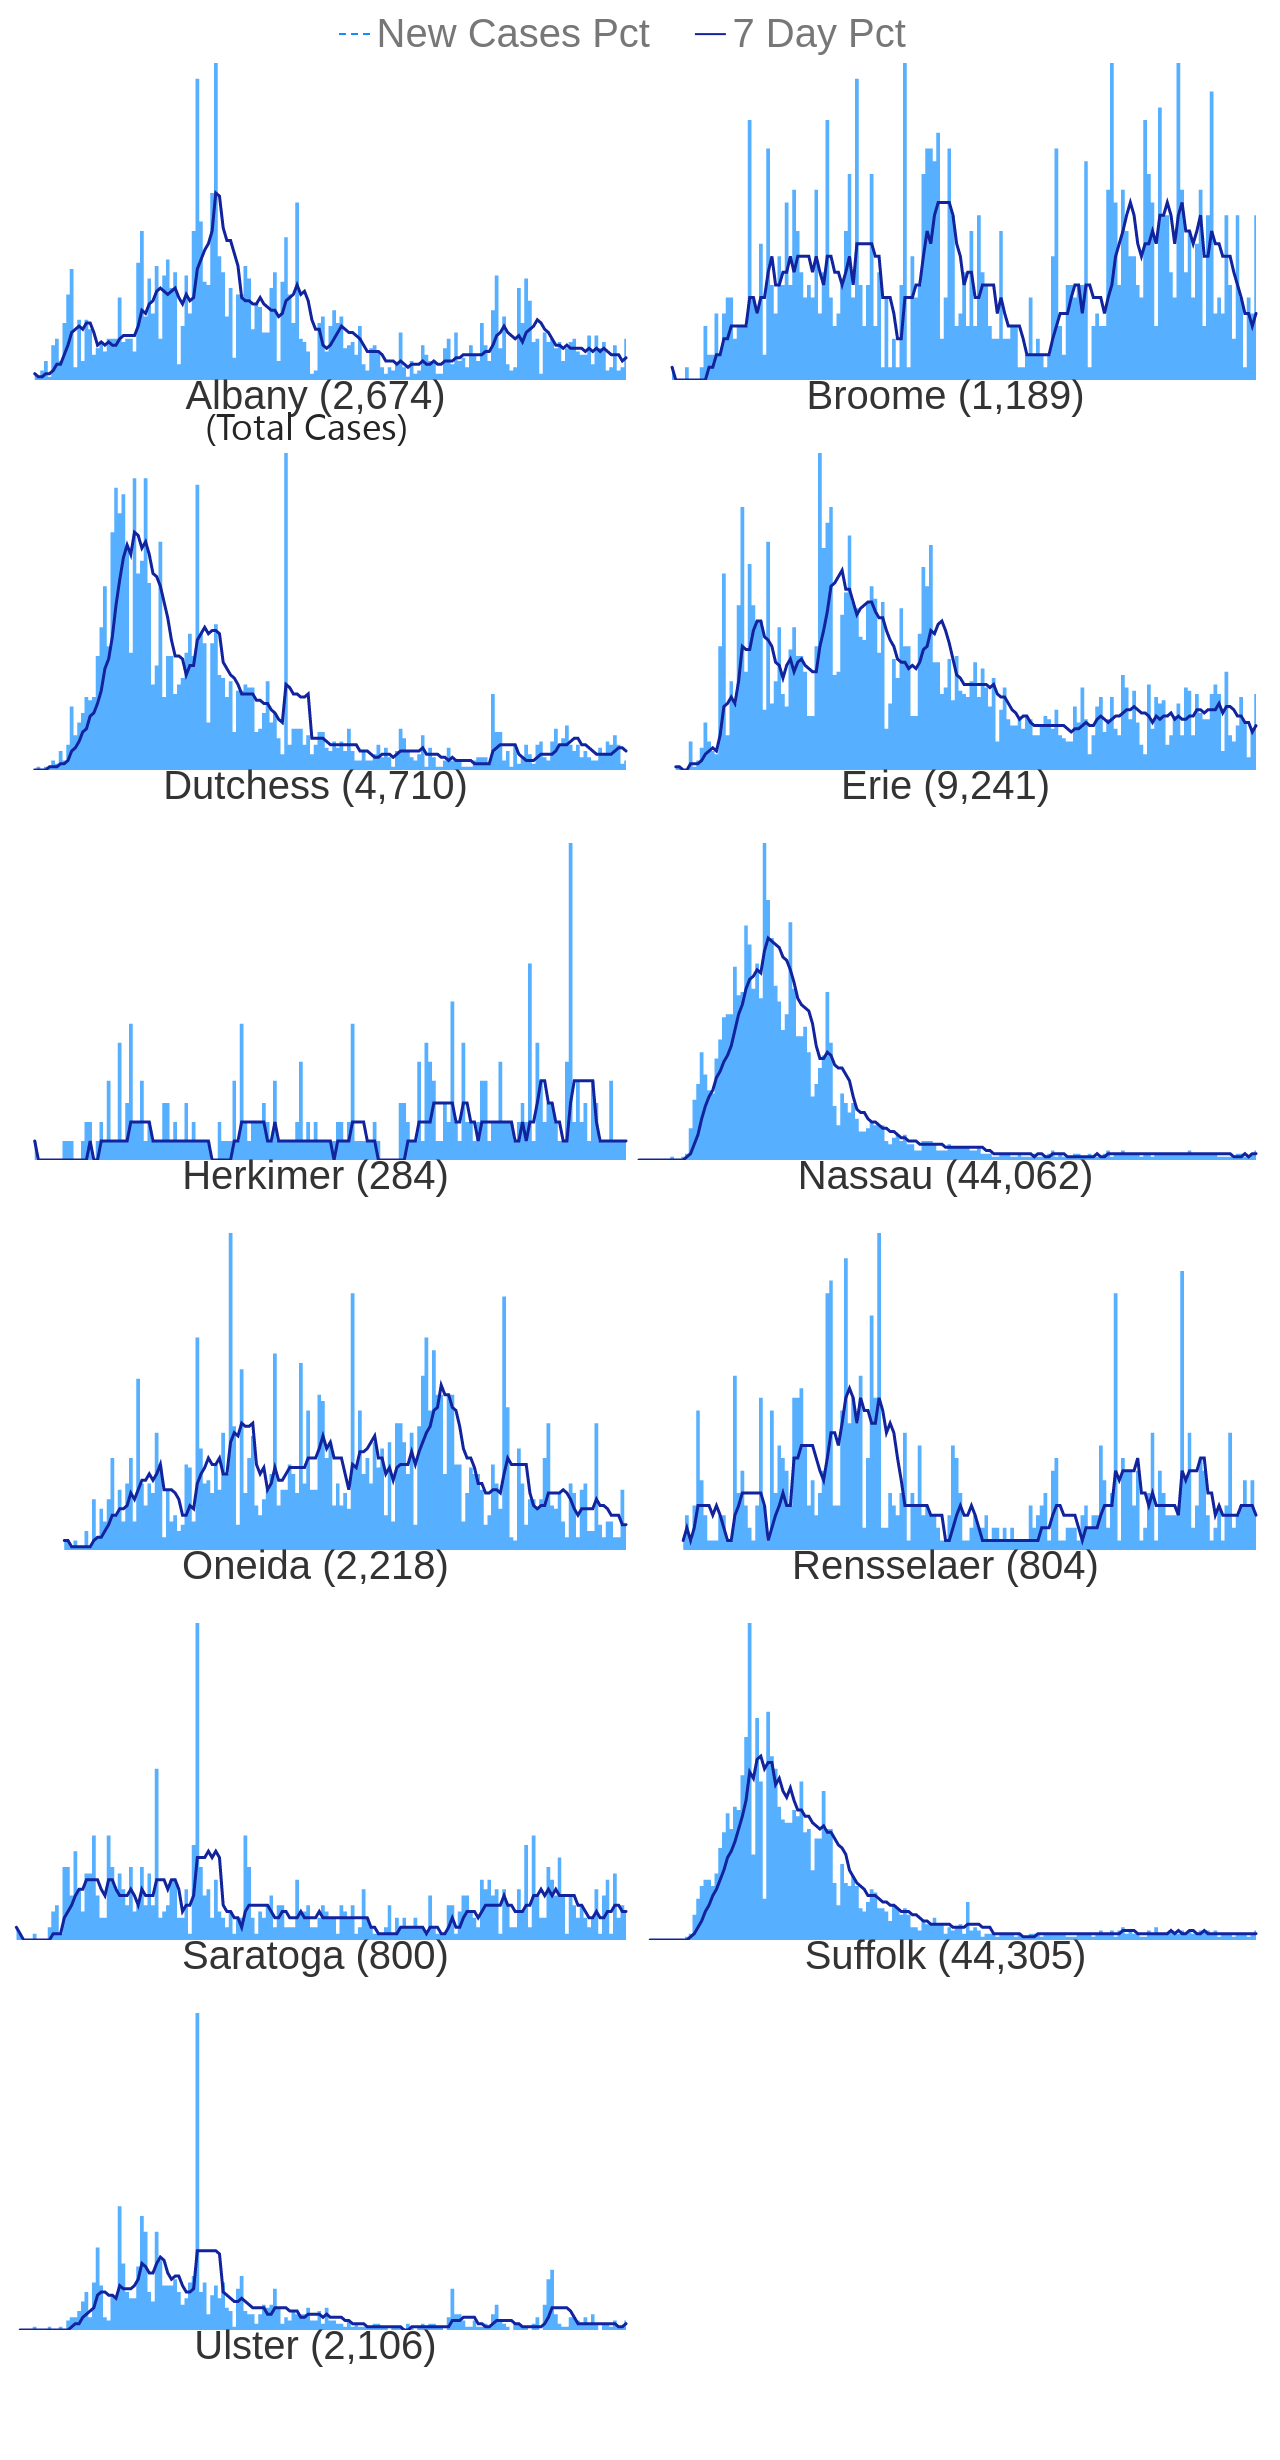 New Cases Pct 7 Day Pct
Albany (2,674) Broome (1,189)
(Total Cases)
Dutchess (4,710) Erie (9,241)
Herkimer (284) Nassau (44,062)
Oneida (2,218) Rensselaer (804)
Saratoga (800) Suffolk (44,305)
Ulster (2,106)